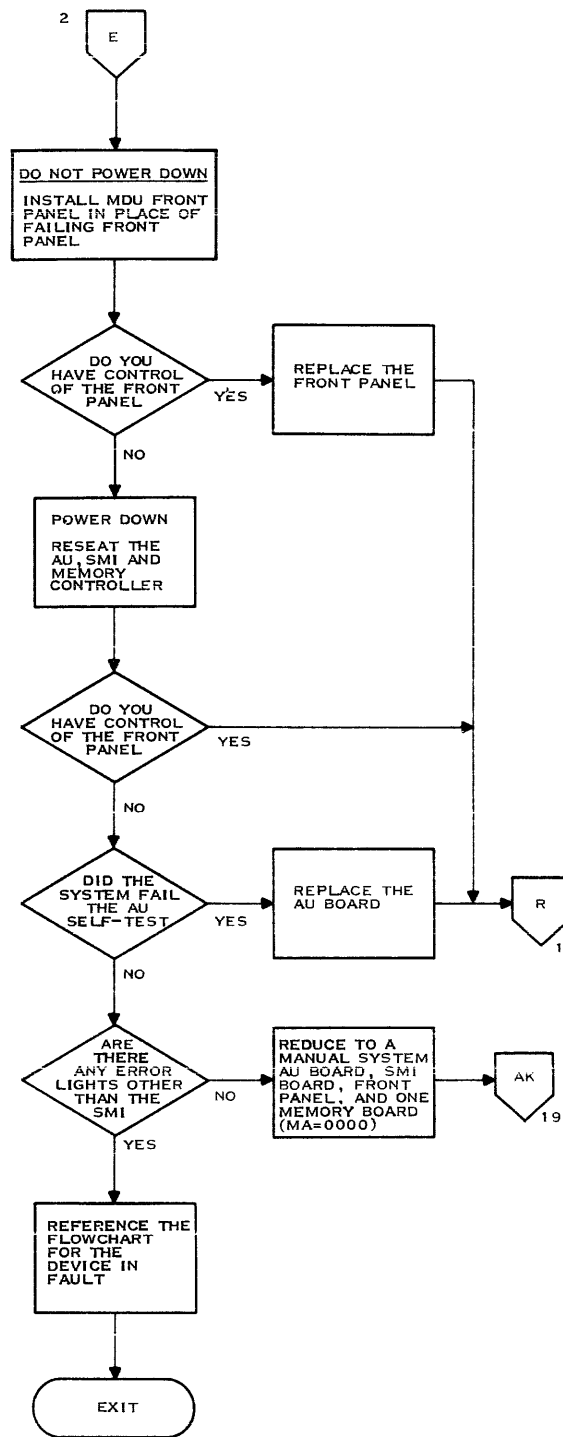 2
E
DO NOT POWER DOWN
INSTALL MDU FRONT
PANEL IN PLACE OF
FAILING FRONT
PANEL
DO YOU
HAVE CONTROL
OF THE FRONT
PANEL
YES
REPLACE THE
FRONT PANEL
NO
POWER DOWN
RESEAT THE
AU, SMI AND
MEMORY
CONTROLLER
DO YOU
HAVE CONTROL
OF THE FRONT
PANEL
YES
NO
DID THE
SYSTEM FAIL
THE AU
SELF-TEST
YES
REPLACE THE
AU BOARD
R
1
NO
ARE
THERE
ANY ERROR
LIGHTS OTHER
THAN THE
SMI
NO
REDUCE TO A
MANUAL SYSTEM
AU BOARD, SMI
BOARD, FRONT
PANEL, AND ONE
MEMORY BOARD
(MA=0000)
AK
19
YES
REFERENCE THE
FLOWCHART
FOR THE
DEVICE IN
FAULT
EXIT